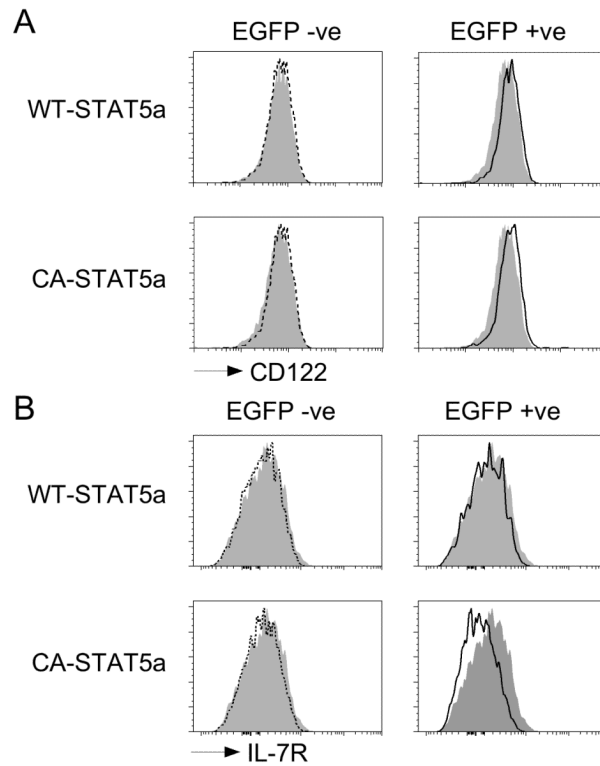 A
EGFP -ve EGFP +ve
WT-STAT5a
CA-STAT5a
CD122
B
EGFP -ve EGFP +ve
WT-STAT5a
CA-STAT5a
IL-7R